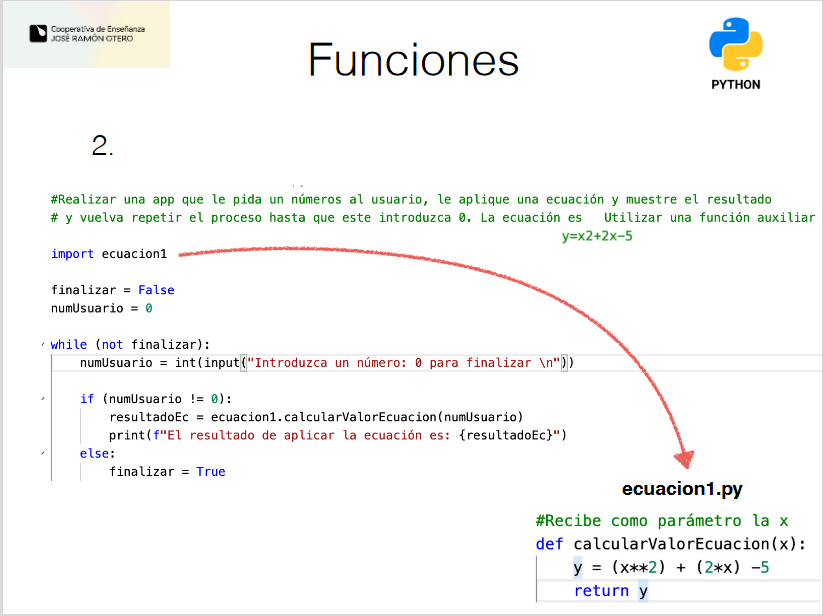 Cooperativa de Enseñanza
JOSÉ RAMÓN OTERO
Funciones
PYTHON
2.
#Realizar una app que le pida un números al usuario, le aplique una ecuación y muestre el resultado
# y vuelva repetir el proceso hasta que este introduzca 0. La ecuación es   Utilizar una función auxiliar
y=x2+2x-5
import ecuacion1
finalizar = False
numUsuario = 0
while (not finalizar):
    numUsuario = int(input("Introduzca un número: 0 para finalizar \n"))
    if (numUsuario != 0):
        resultadoEc = ecuacion1.calcularValorEcuacion(numUsuario)
        print(f"El resultado de aplicar la ecuación es: {resultadoEc}")
    else:
        finalizar = True
ecuacion1.py
#Recibe como parámetro la x
def calcularValorEcuacion(x):
    y = (x**2) + (2*x) -5
    return y